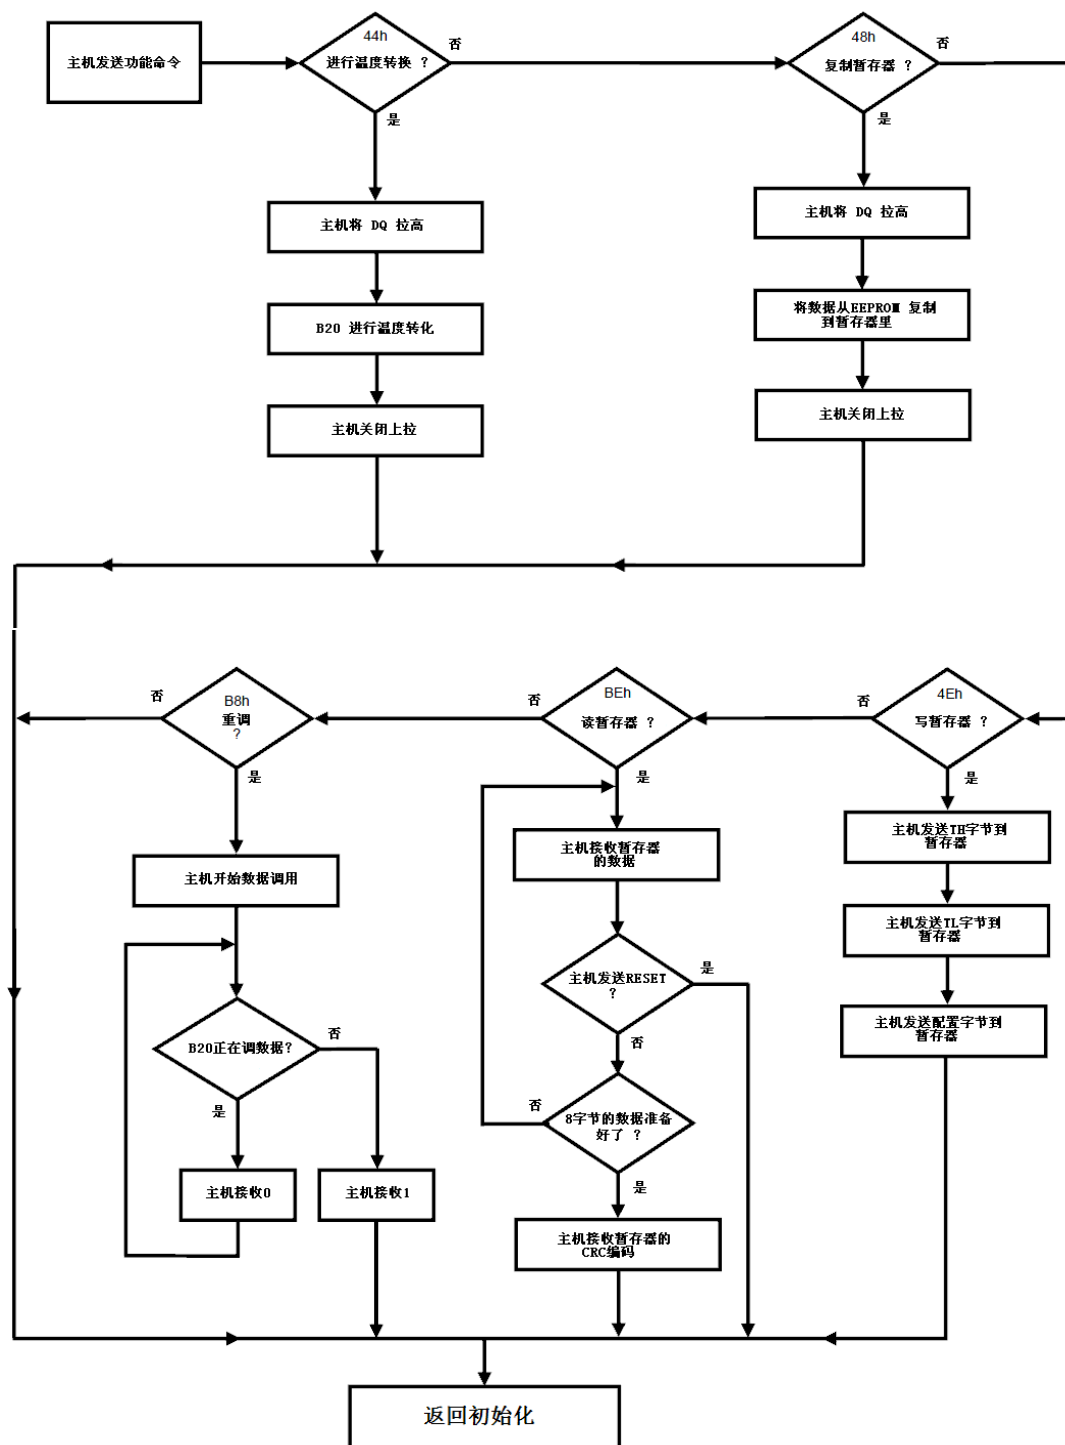 主机发送功能命令
44h
进行温度转换 ?
否
是
48h
复制暂存器 ?
否
是
主机将 DQ 拉高
B20 进行温度转化
主机关闭上拉
主机将 DQ 拉高
将数据从EEPROM 复制
到暂存器里
主机关闭上拉
B8h
重调
?
否
是
BEh
读暂存器 ?
否
是
4Eh
写暂存器 ?
否
是
主机开始数据调用
B20正在调数据?
否
是
主机接收0
主机接收1
主机接收暂存器
的数据
主机发送RESET
?
是
否
8字节的数据准备
好了 ?
否
是
主机接收暂存器的
CRC编码
主机发送TH字节到
暂存器
主机发送TL字节到
暂存器
主机发送配置字节到
暂存器
返回初始化